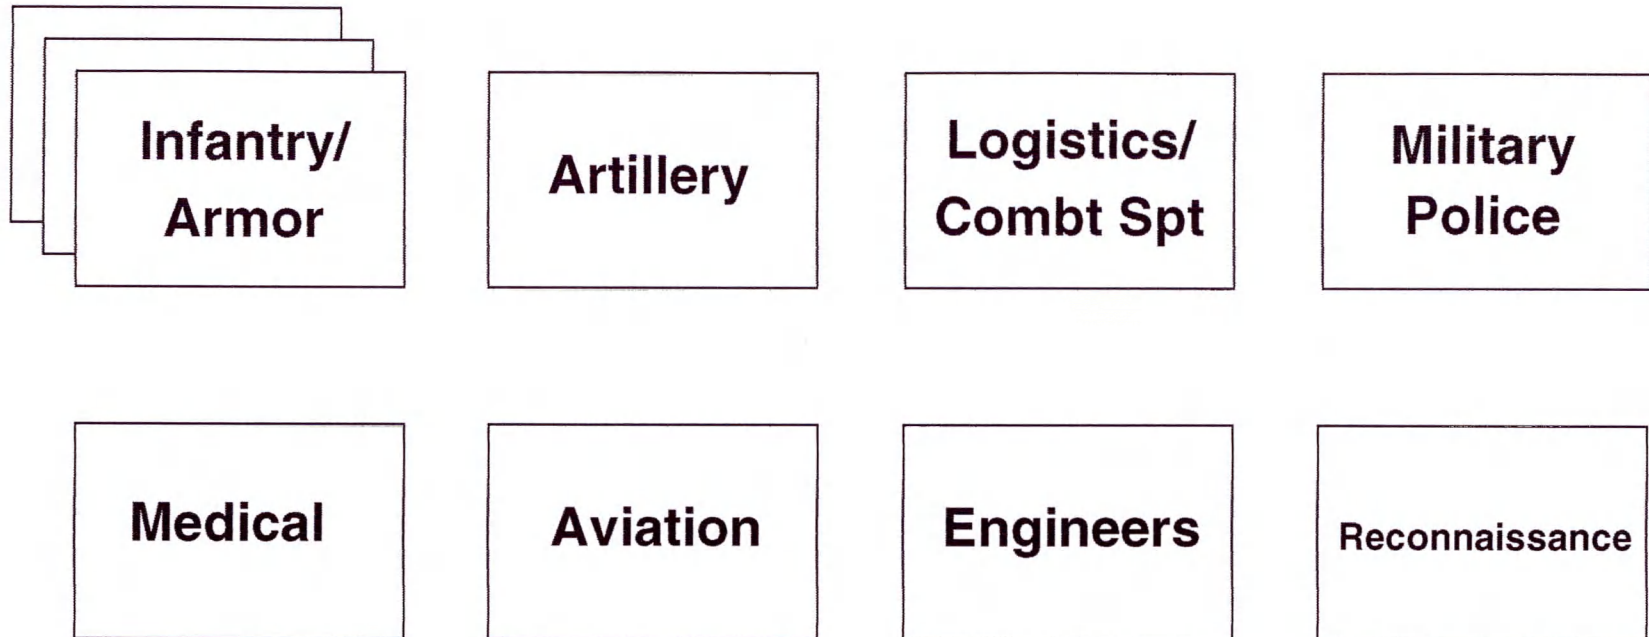 Infantry/
Armor
Artillery
Logistics/
Combt Spt
Military
Police
Medical
Aviation
Engineers
Reconnaissance